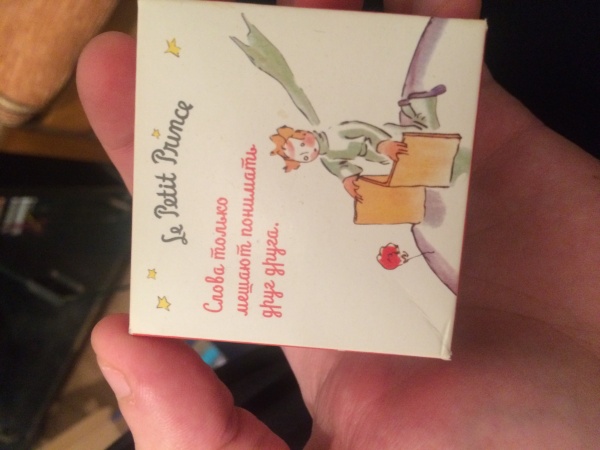 Le Petit Prince
Слова только
мешают понимать
друг друга.